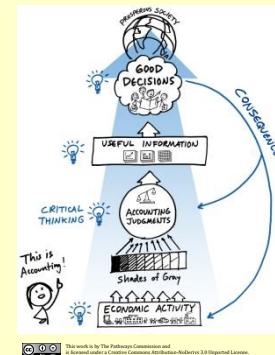 PROSPEROUS SOCIETY
GOOD
DECISIONS
CONSEQUENCES
USEFUL INFORMATION
CRITICAL
THINKING
ACCOUNTING
JUDGMENTS
This is
Accounting!
Shades of Gray
ECONOMIC ACTIVITY
This work is by The Pathways Commission and
is licensed under a Creative Commons Attribution-NoDerivs 3.0 Unported License.